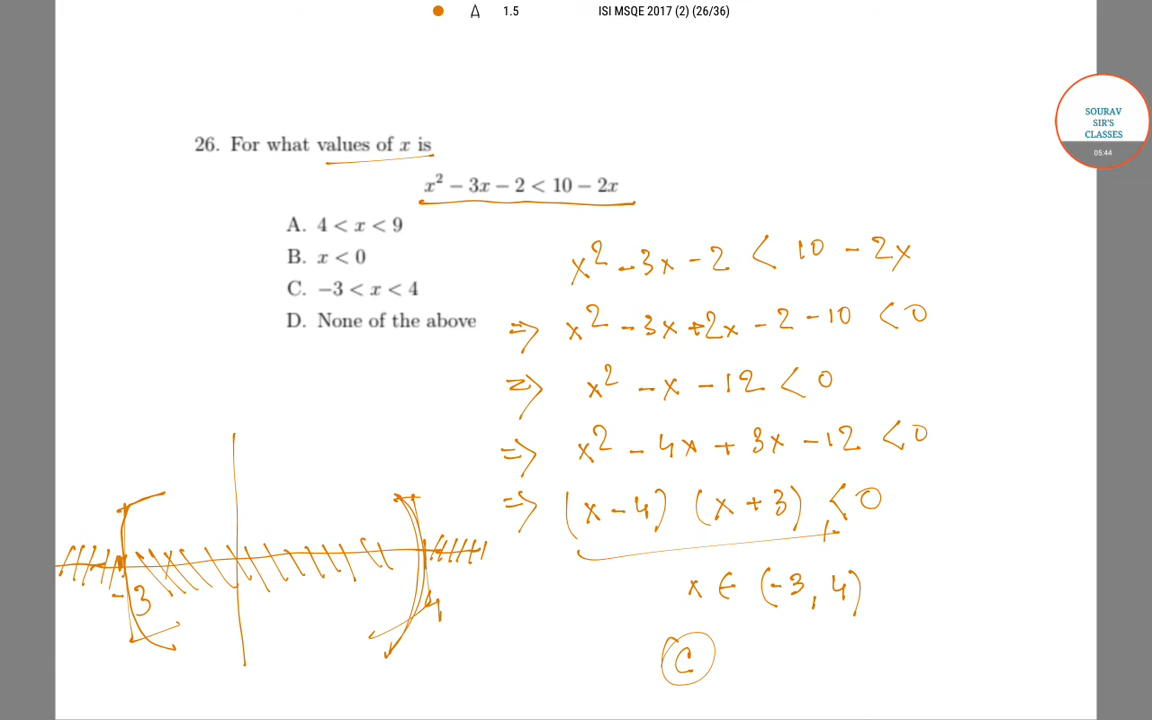 A 1.5 ISI MSQE 2017 (2) (26/36)
SOURAV
SIR'S
CLASSES
05:44
26. For what values of x is
x² − 3x − 2 < 10 − 2x
A. 4 < x < 9
B. x < 0
C. −3 < x < 4
D. None of the above
x² - 3x - 2 < 10 - 2x
=> x² - 3x + 2x - 2 - 10 < 0
=> x² - x - 12 < 0
=> x² - 4x + 3x - 12 < 0
=> (x - 4) (x + 3) < 0
x ∈ (-3, 4)
C
-3
4